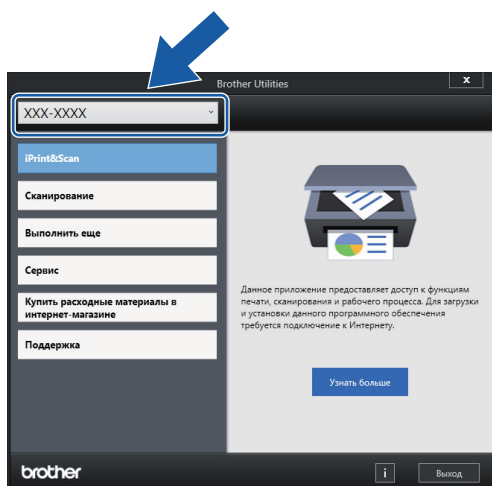 Brother Utilities
X
XXX-XXXX
iPrint&Scan
Сканирование
Выполнить еще
Сервис
Купить расходные материалы в
интернет-магазине
Поддержка
Данное приложение предоставляет доступ к функциям
печати, сканирования и рабочего процесса. Для загрузки
и установки данного программного обеспечения
требуется подключение к Интернету.
Узнать больше
brother
i
Выход